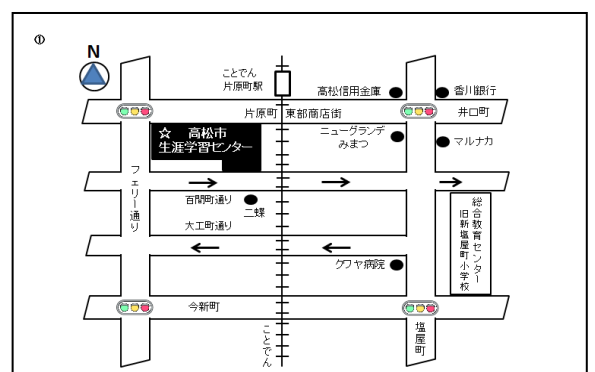 ①
N
ことでん
片原町駅
高松信用金庫
香川銀行
片原町
東部商店街
井口町
☆ 高松市
生涯学習センター
ニューグランデ
みまつ
マルナカ
フェリー通り
百間町通り
二蝶
大工町通り
総合教育センター
旧新塩屋町小学校
クワヤ病院
今新町
ことでん
塩屋町